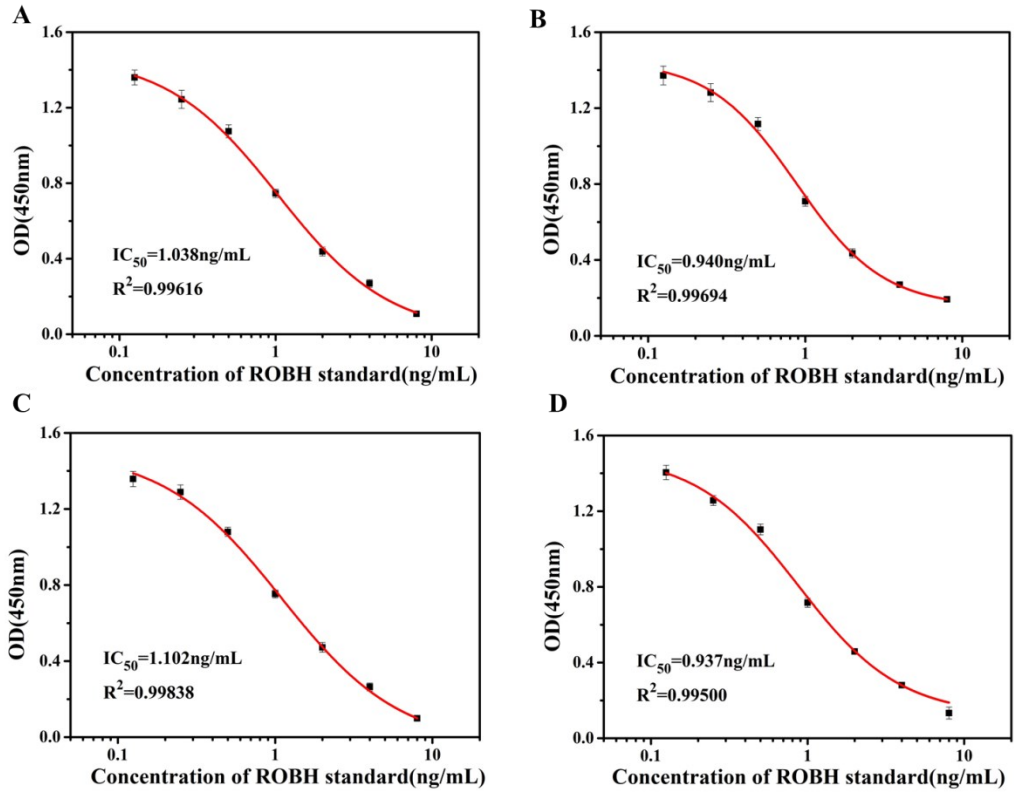 A
1.6
1.2
0.8
0.4
0.0
OD(450nm)
IC50=1.038ng/mL
R2=0.99616
0.1
1
10
Concentration of ROBH standard(ng/mL)
B
1.6
1.2
0.8
0.4
0.0
OD(450nm)
IC50=0.940ng/mL
R2=0.99694
0.1
1
10
Concentration of ROBH standard(ng/mL)
C
1.6
1.2
0.8
0.4
0.0
OD(450nm)
IC50=1.102ng/mL
R2=0.99838
0.1
1
10
Concentration of ROBH standard(ng/mL)
D
1.6
1.2
0.8
0.4
0.0
OD(450nm)
IC50=0.937ng/mL
R2=0.99500
0.1
1
10
Concentration of ROBH standard(ng/mL)